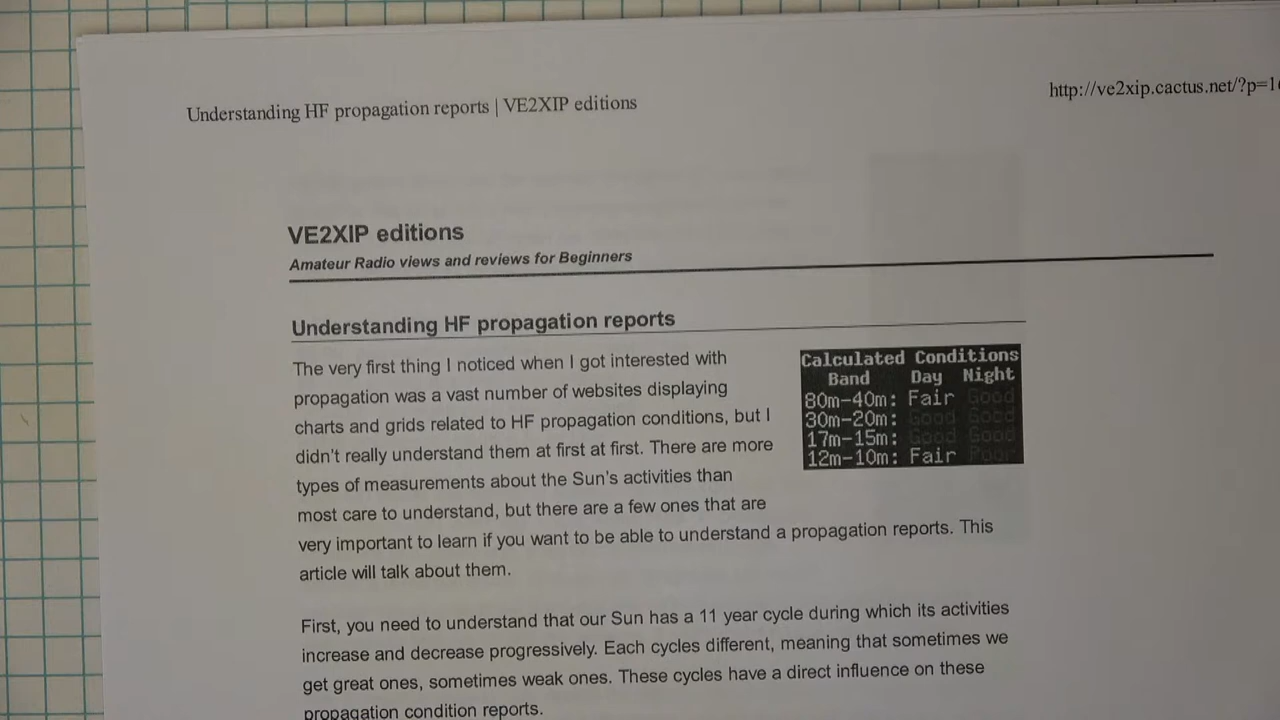 Understanding HF propagation reports | VE2XIP editions
http://ve2xip.cactus.net/?p=1
VE2XIP editions
Amateur Radio views and reviews for Beginners
Understanding HF propagation reports
The very first thing I noticed when I got interested with
propagation was a vast number of websites displaying
charts and grids related to HF propagation conditions, but I
didn't really understand them at first at first. There are more
types of measurements about the Sun's activities than
most care to understand, but there are a few ones that are
very important to learn if you want to be able to understand a propagation reports. This
article will talk about them.
Calculated Conditions
Band Day Night
80m-40m: Fair Good
30m-20m: Good Good
17m-15m: Good Good
12m-10m: Fair Poor
First, you need to understand that our Sun has a 11 year cycle during which its activities
increase and decrease progressively. Each cycles different, meaning that sometimes we
get great ones, sometimes weak ones. These cycles have a direct influence on these
propagation condition reports.